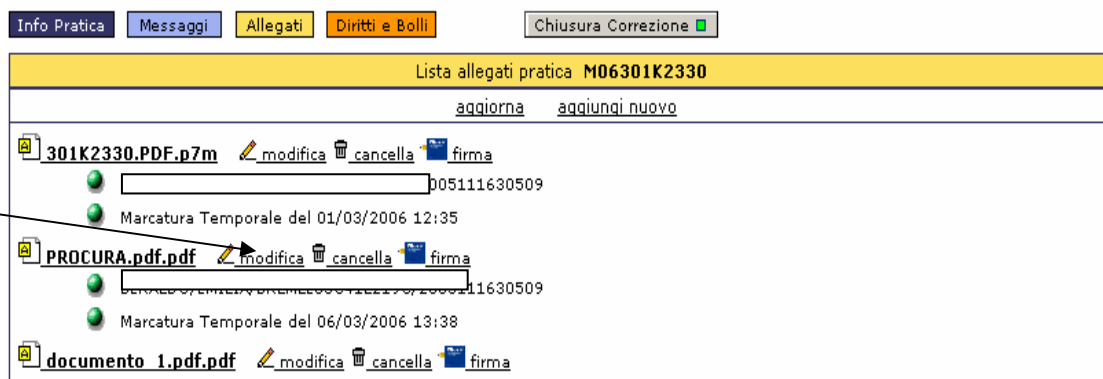 Info Pratica Messaggi Allegati Diritti e Bolli Chiusura Correzione
Lista allegati pratica M06301K2330
aggiorna aggiungi nuovo
301K2330.PDF.p7m modifica cancella firma
005111630509
Marcatura Temporale del 01/03/2006 12:35
PROCURA.pdf.pdf modifica cancella firma
11630509
Marcatura Temporale del 06/03/2006 13:38
documento_1.pdf.pdf modifica cancella firma